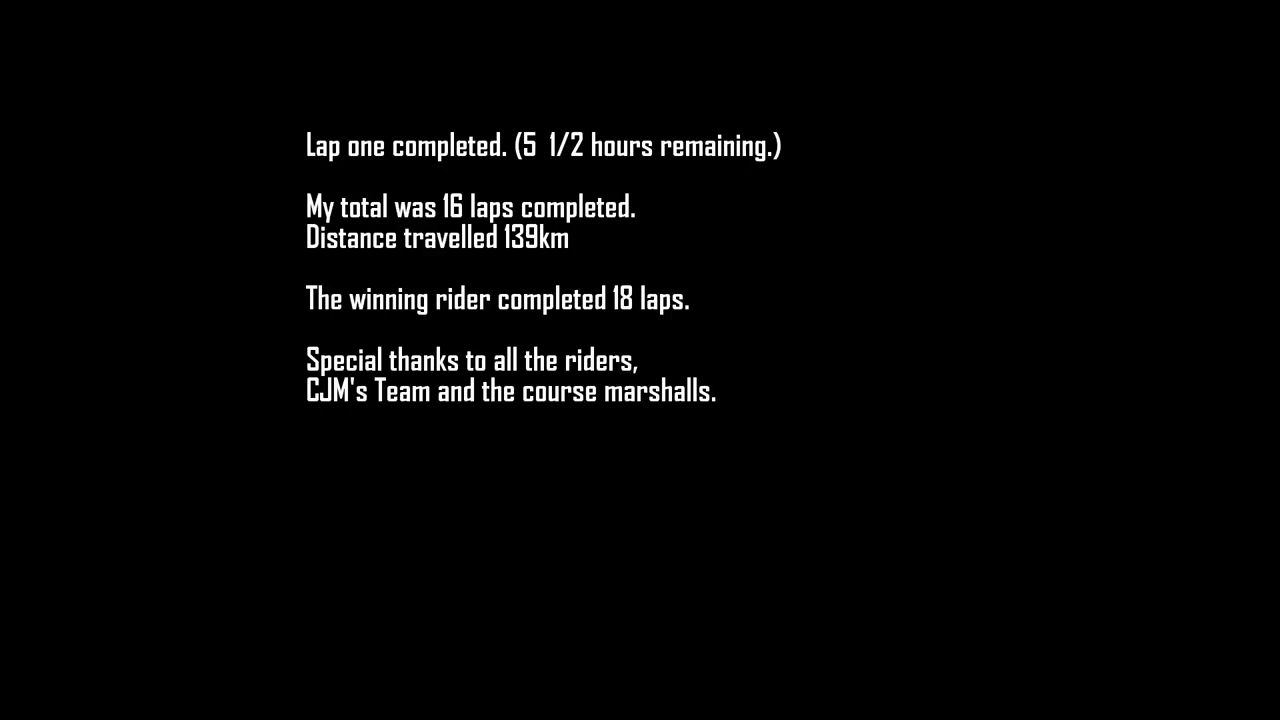 Lap one completed. (5  1/2 hours remaining.)
My total was 16 laps completed.
Distance travelled 139km
The winning rider completed 18 laps.
Special thanks to all the riders,
CJM's Team and the course marshalls.